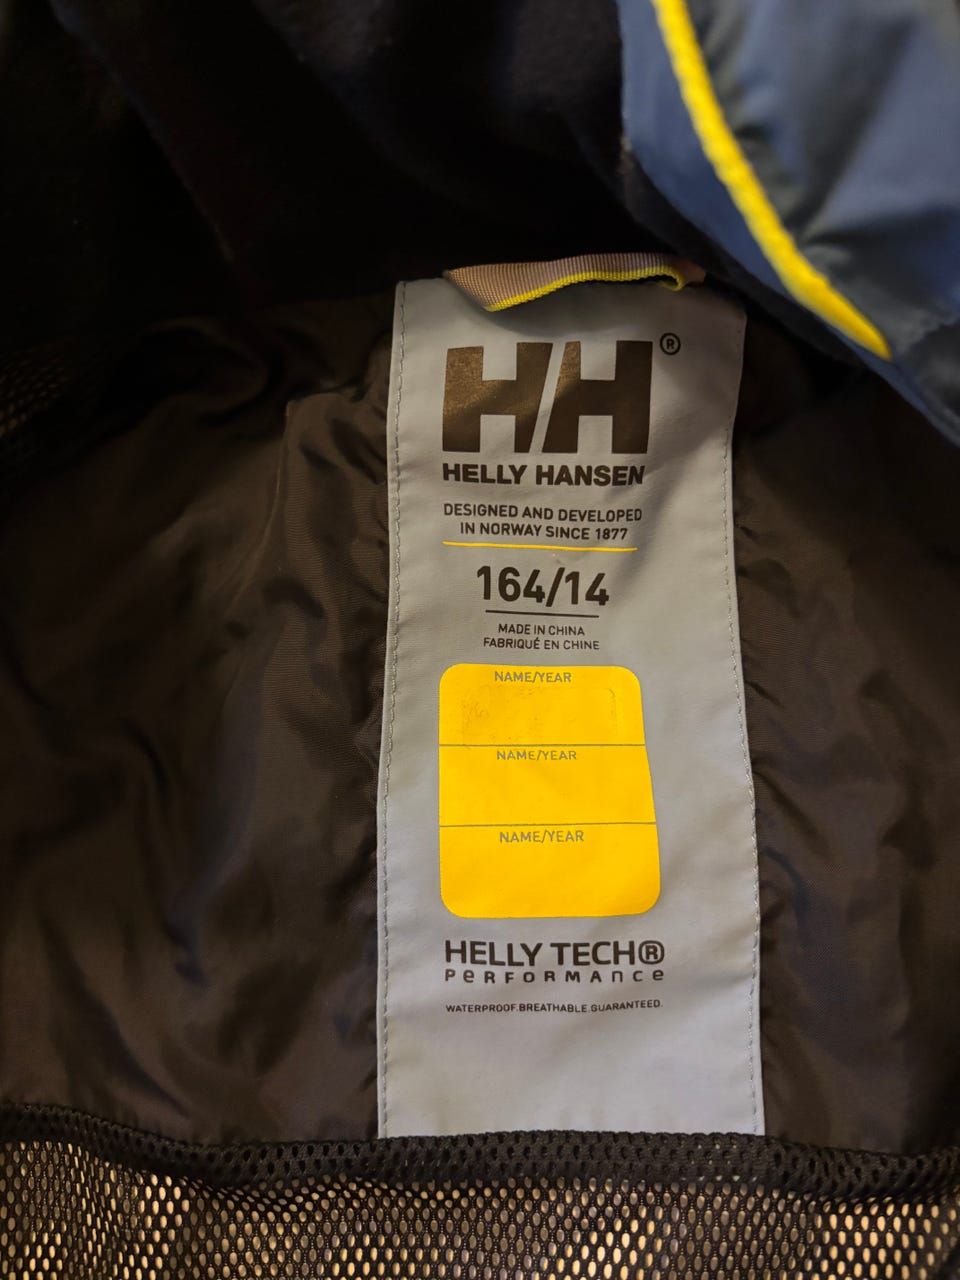 HH®
HELLY HANSEN
DESIGNED AND DEVELOPED
IN NORWAY SINCE 1877
164/14
MADE IN CHINA
FABRIQUÉ EN CHINE
NAME/YEAR
NAME/YEAR
NAME/YEAR
HELLY TECH®
PeRFORMANce
WATERPROOF.BREATHABLE.GUARANTEED.